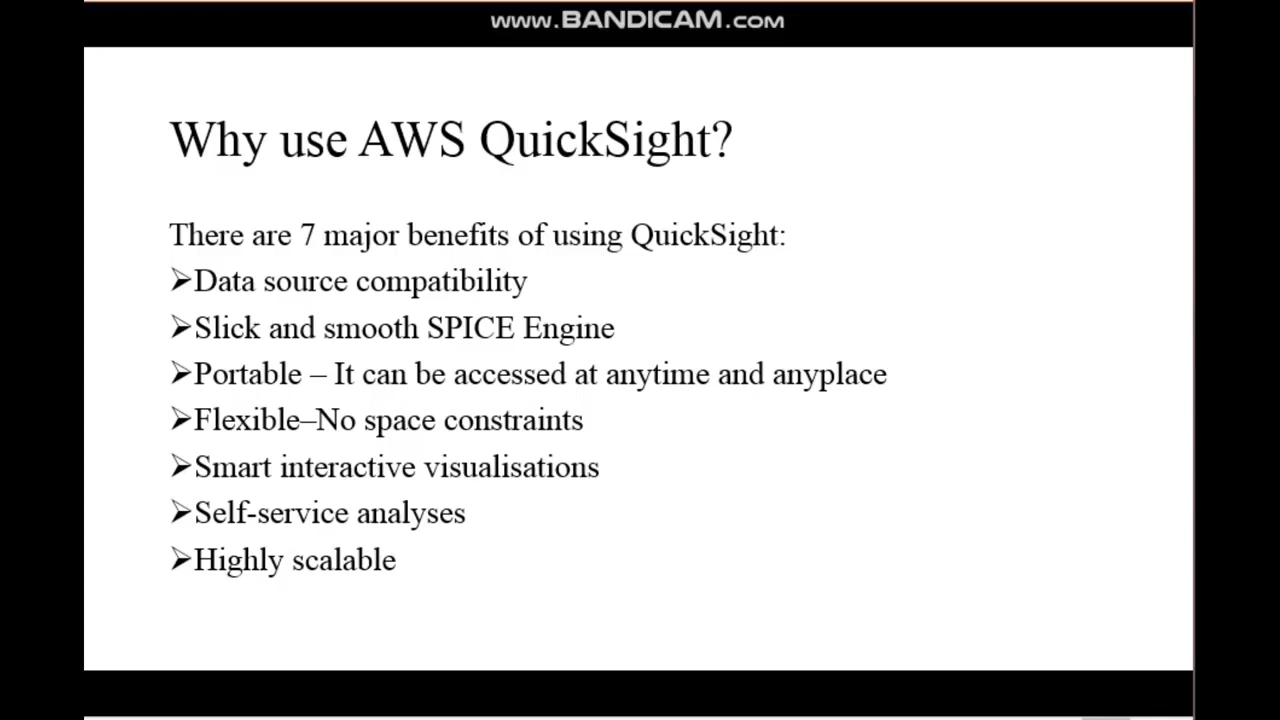 www.BANDICAM.com
Why use AWS QuickSight?
There are 7 major benefits of using QuickSight:
➢Data source compatibility
➢Slick and smooth SPICE Engine
➢Portable – It can be accessed at anytime and anyplace
➢Flexible–No space constraints
➢Smart interactive visualisations
➢Self-service analyses
➢Highly scalable